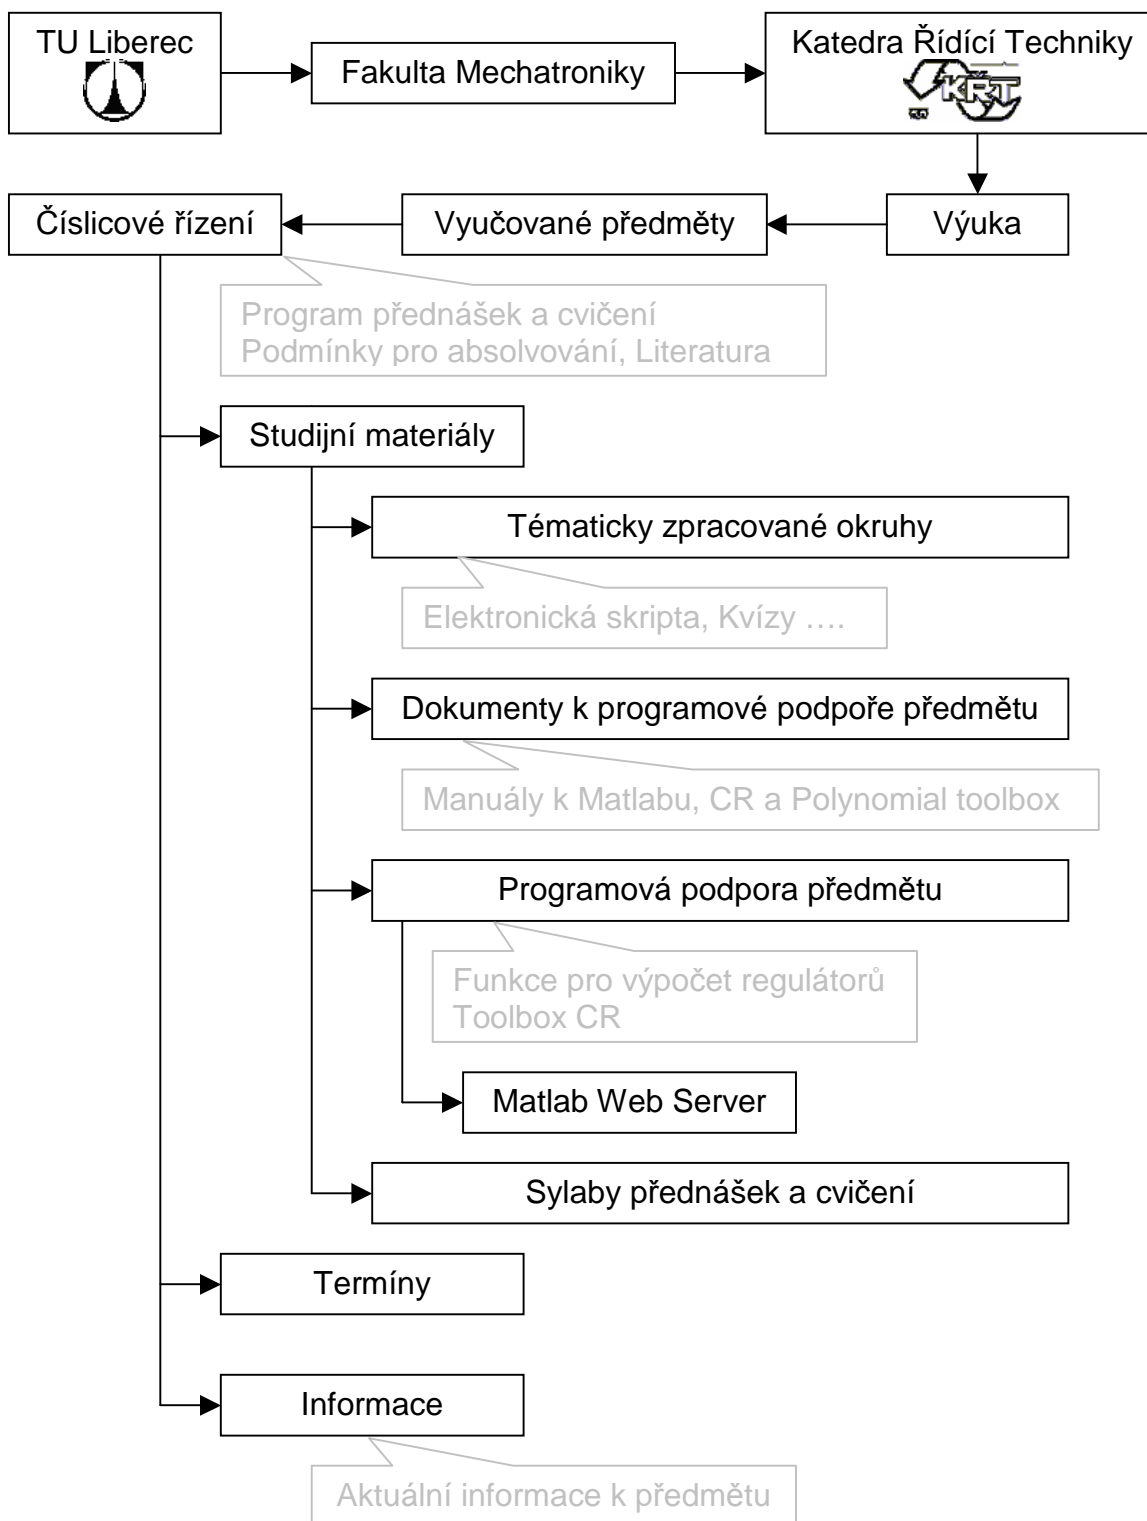 TU Liberec
Fakulta Mechatroniky
Katedra Řídící Techniky
KŘT
Číslicové řízení
Vyučované předměty
Výuka
Program přednášek a cvičení
Podmínky pro absolvování, Literatura
Studijní materiály
Tématicky zpracované okruhy
Elektronická skripta, Kvízy ….
Dokumenty k programové podpoře předmětu
Manuály k Matlabu, CR a Polynomial toolbox
Programová podpora předmětu
Funkce pro výpočet regulátorů
Toolbox CR
Matlab Web Server
Sylaby přednášek a cvičení
Termíny
Informace
Aktuální informace k předmětu